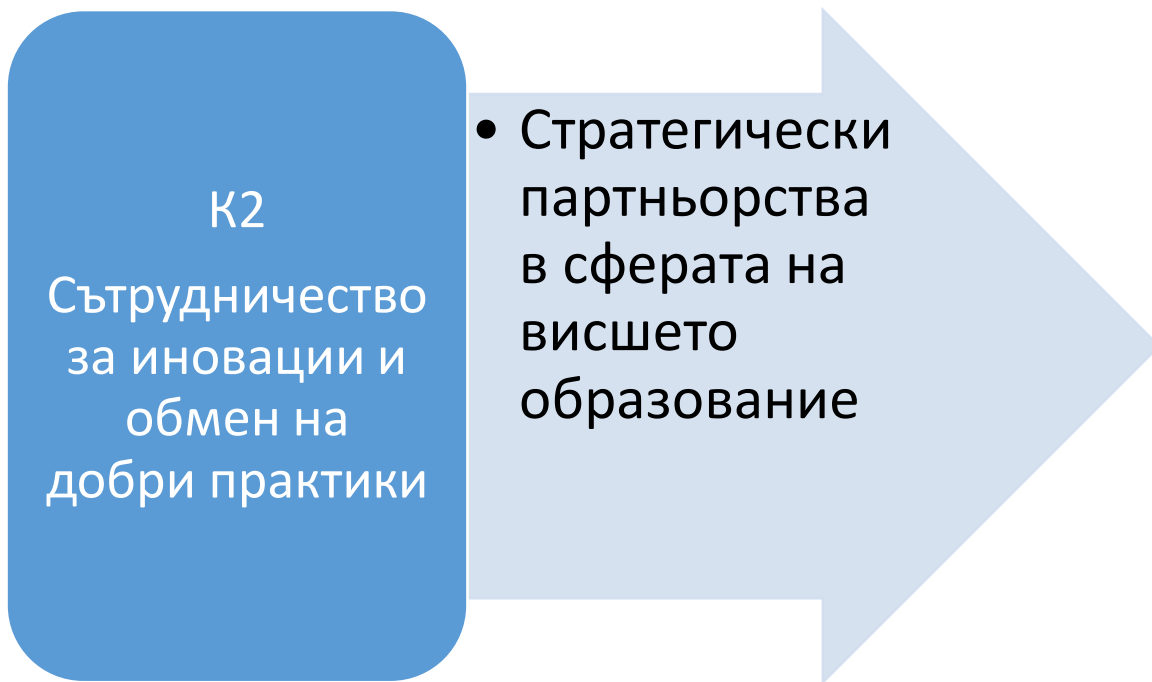 К2
Сътрудничество
за иновации и
обмен на
добри практики
• Стратегически
партньорства
в сферата на
висшето
образование